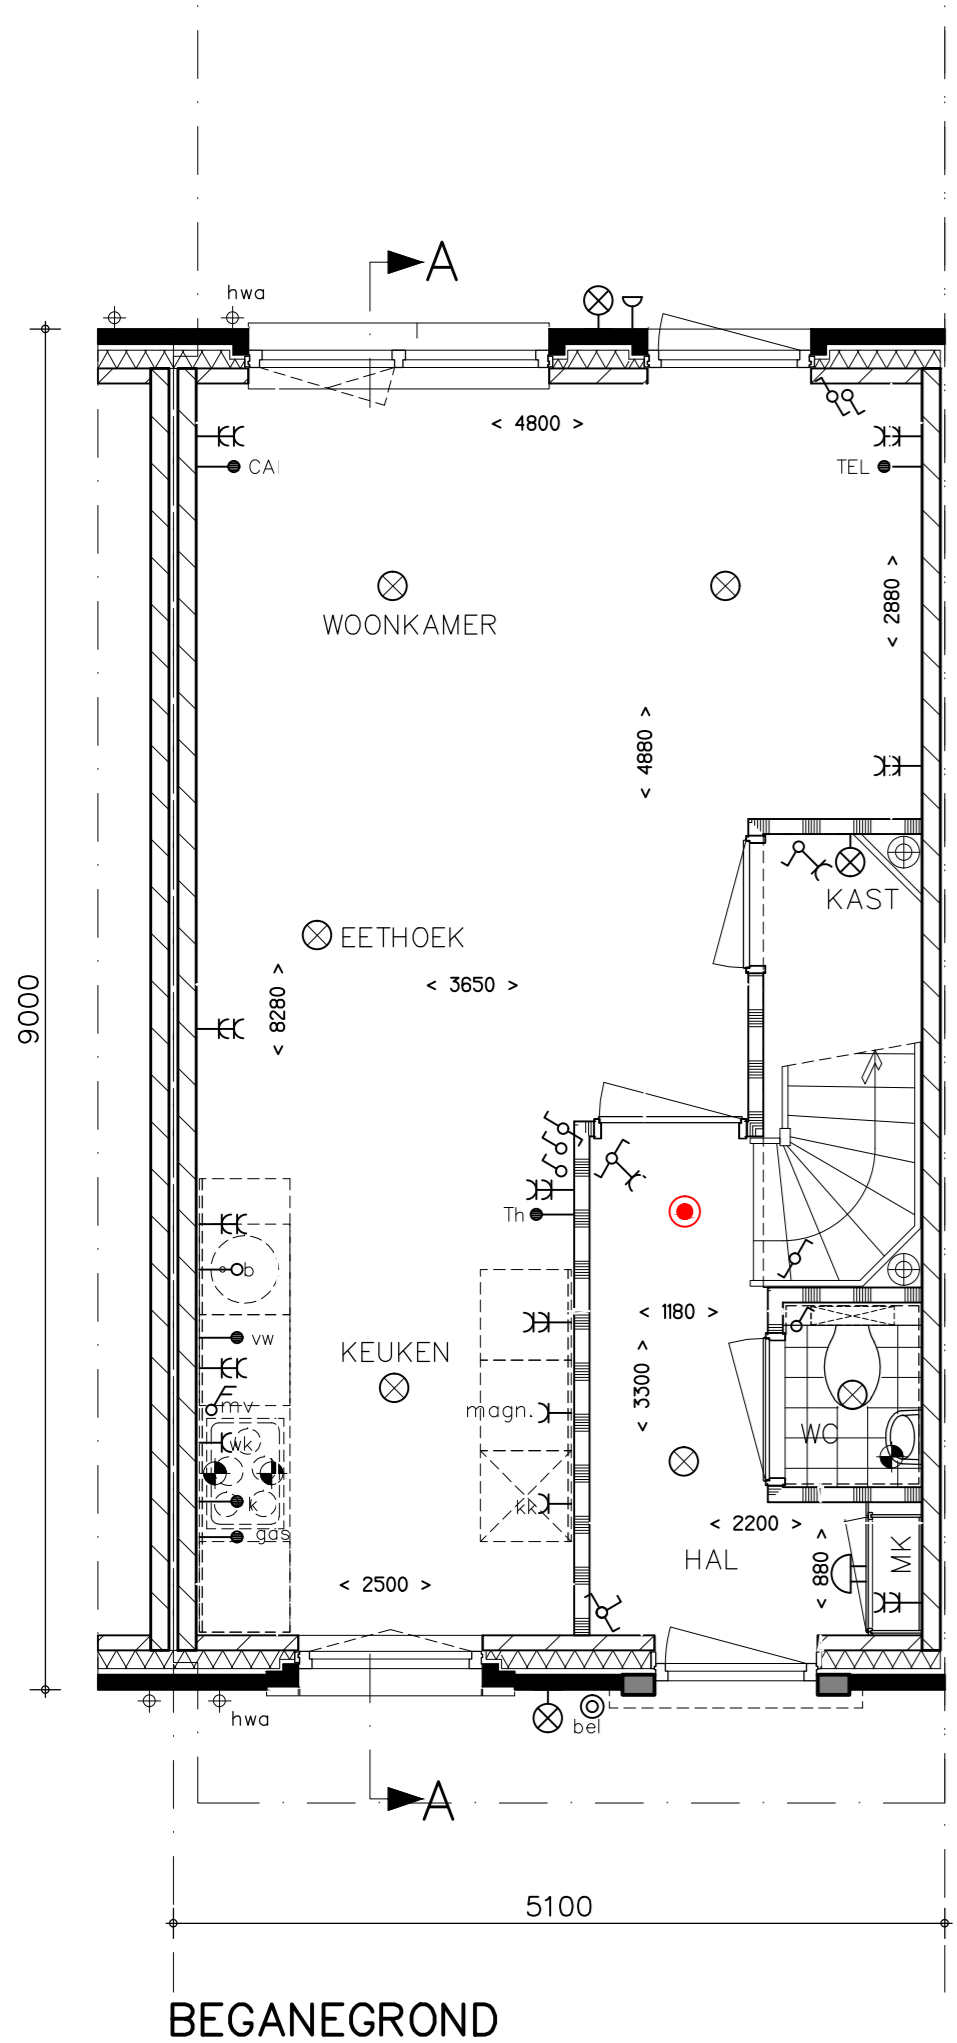 A
hwa
< 4800 >
CAI
TEL
< 2880 >
WOONKAMER
< 4880 >
KAST
EETHOEK
< 3650 >
< 8280 >
9000
Th
b
< 1180 >
vw
KEUKEN
< 3300 >
mv
magn.
WC
wk
k
kk
gas
< 2200 >
HAL
< 880 >
MK
< 2500 >
hwa
bel
A
5100
BEGANEGROND